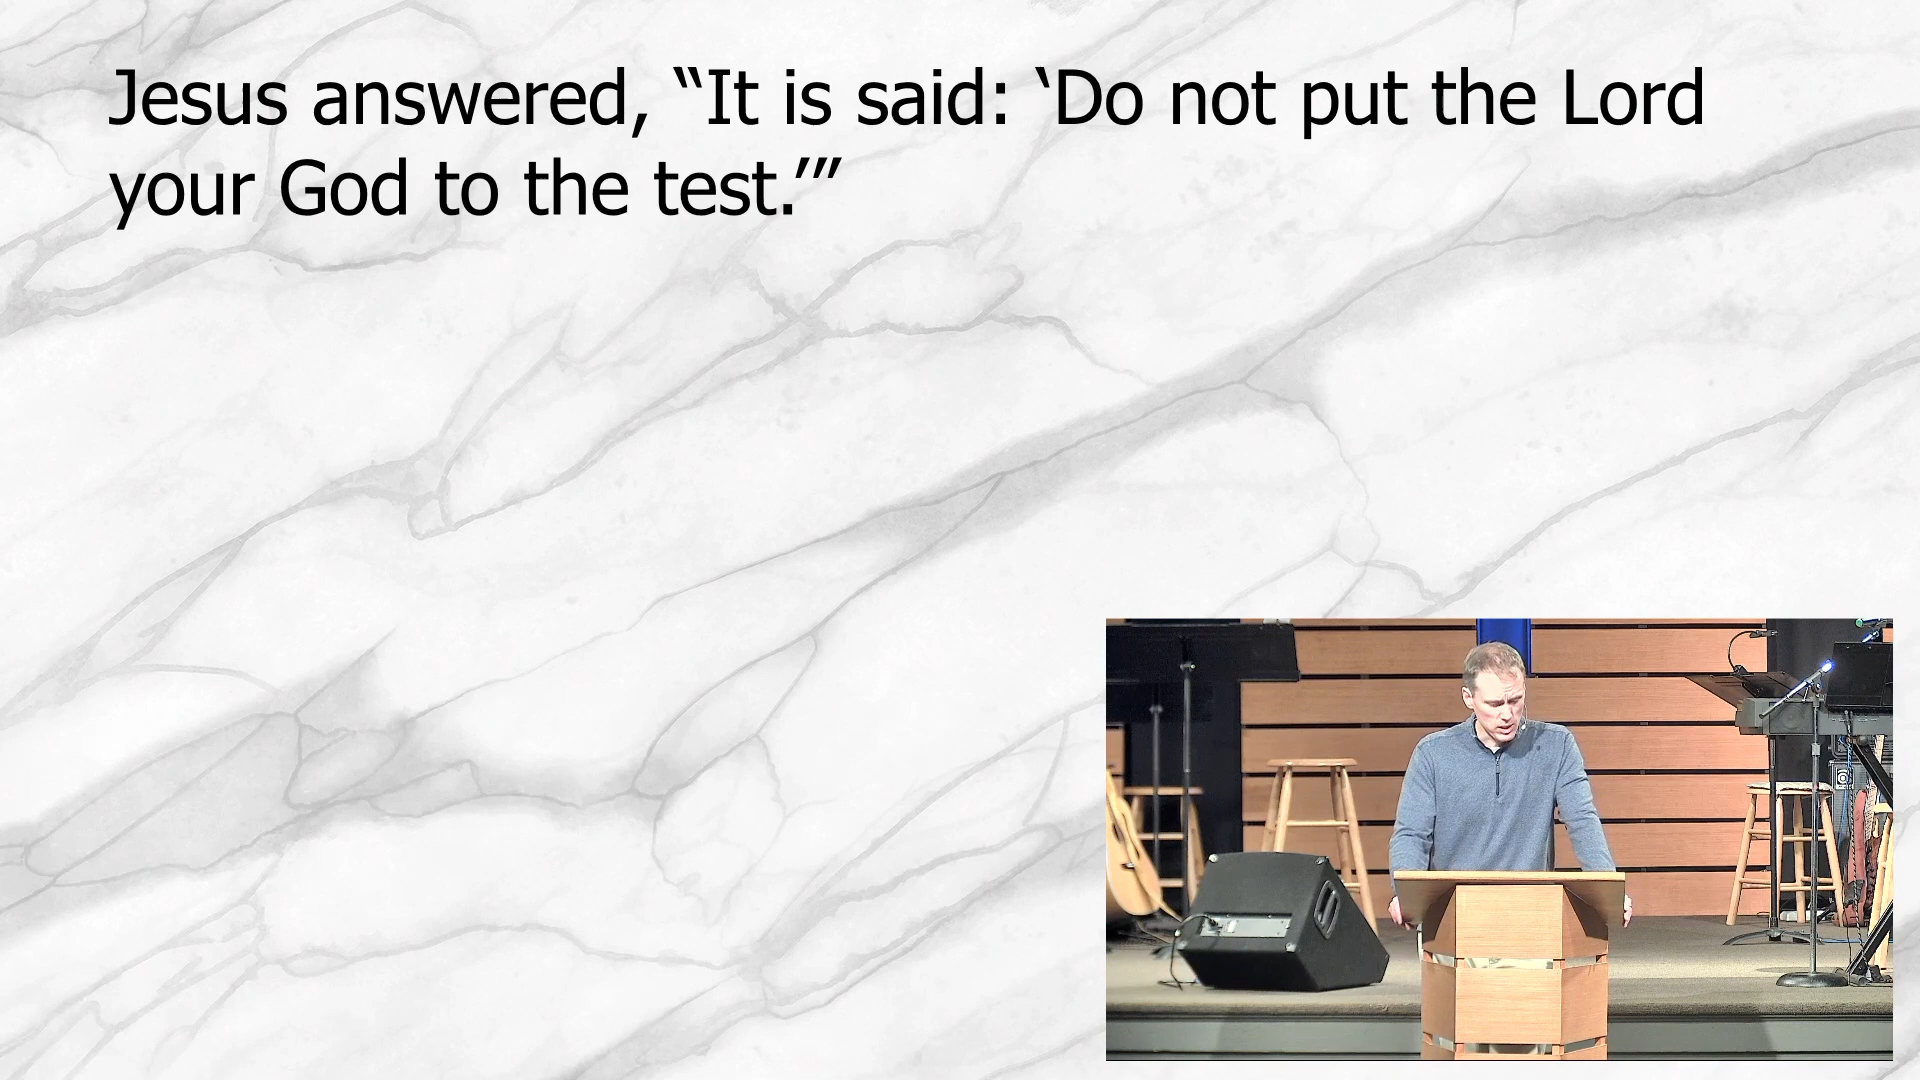 Jesus answered, “It is said: ‘Do not put the Lord
your God to the test.’”